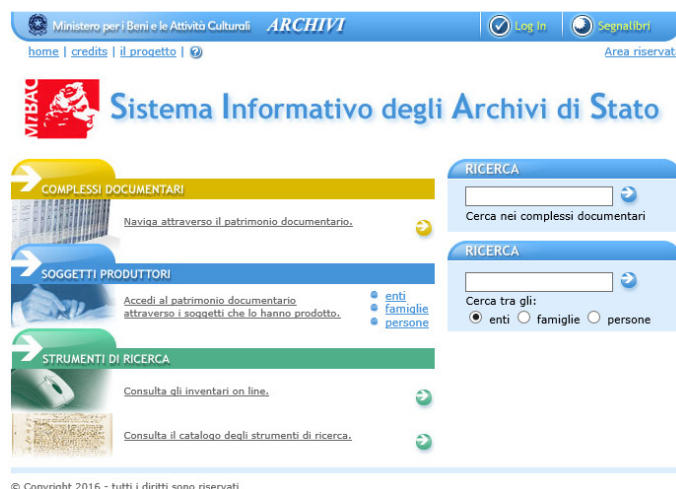 Ministero per i Beni e le Attività Culturali ARCHIVI Log In Segnalibri
home | credits | il progetto | ? Area riservat
MiBAC
Sistema Informativo degli Archivi di Stato
COMPLESSI DOCUMENTARI
Naviga attraverso il patrimonio documentario.
SOGGETTI PRODUTTORI
Accedi al patrimonio documentario
attraverso i soggetti che lo hanno prodotto.
enti
famiglie
persone
STRUMENTI DI RICERCA
Consulta gli inventari on line.
Consulta il catalogo degli strumenti di ricerca.
RICERCA
Cerca nei complessi documentari
RICERCA
Cerca tra gli:
enti famiglie persone
© Copyright 2016 - tutti i diritti sono riservati